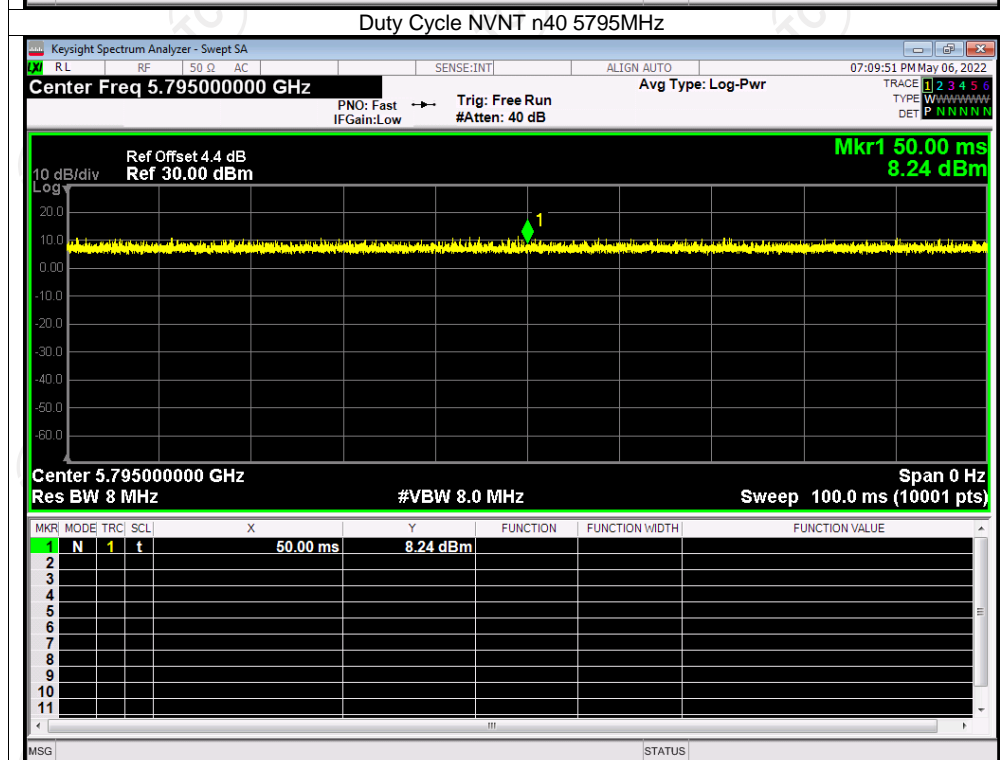 Duty Cycle NVNT n40 5795MHz
Keysight Spectrum Analyzer - Swept SA
LXI RL RF 50 Ω AC SENSE:INT ALIGN AUTO 07:09:51 PM May 06, 2022
Center Freq 5.795000000 GHz Avg Type: Log-Pwr TRACE 1 2 3 4 5 6
PNO: Fast Trig: Free Run TYPE WWWWWW
IFGain:Low #Atten: 40 dB DET P N N N N N
Mkr1 50.00 ms
Ref Offset 4.4 dB
10 dB/div Ref 30.00 dBm 8.24 dBm
Log
20.0
1
10.0
0.00
-10.0
-20.0
-30.0
-40.0
-50.0
-60.0
Center 5.795000000 GHz Span 0 Hz
Res BW 8 MHz #VBW 8.0 MHz Sweep 100.0 ms (10001 pts)
MKR MODE TRC SCL X Y FUNCTION FUNCTION WIDTH FUNCTION VALUE
1 N 1 t 50.00 ms 8.24 dBm
2
3
4
5
6
7
8
9
10
11
MSG STATUS